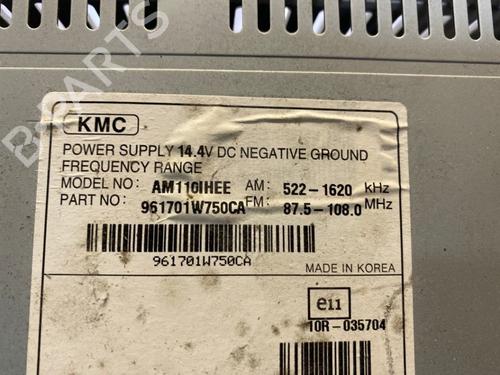 KMC
POWER SUPPLY 14.4V DC NEGATIVE GROUND
FREQUENCY RANGE
MODEL NO: AM110IHEE AM: 522-1620 kHz
PART NO: 961701W750CA FM: 87.5-108.0 MHz
961701W750CA
MADE IN KOREA
e11
10R-035704
B-PARTS